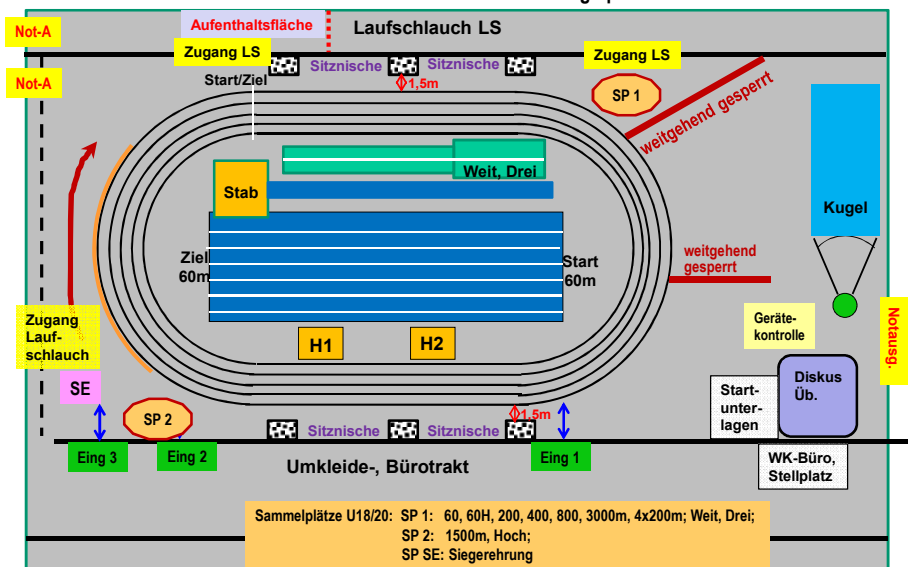 Not-A
Aufenthaltsfläche
Laufschlauch LS
Zugang LS
Zugang LS
Not-A
Sitznische
Sitznische
Start/Ziel
1,5m
SP 1
weitgehend gesperrt
Weit, Drei
Stab
Kugel
Ziel
60m
Start
60m
weitgehend
gesperrt
Zugang
Lauf-
schlauch
H1
H2
Geräte-
kontrolle
Notausg.
SE
Diskus
Üb.
Start-
unter-
lagen
SP 2
1,5m
Sitznische
Sitznische
Eing 3
Eing 2
Eing 1
Umkleide-, Bürotrakt
WK-Büro,
Stellplatz
Sammelplätze U18/20: SP 1: 60, 60H, 200, 400, 800, 3000m, 4x200m; Weit, Drei;
SP 2: 1500m, Hoch;
SP SE: Siegerehrung